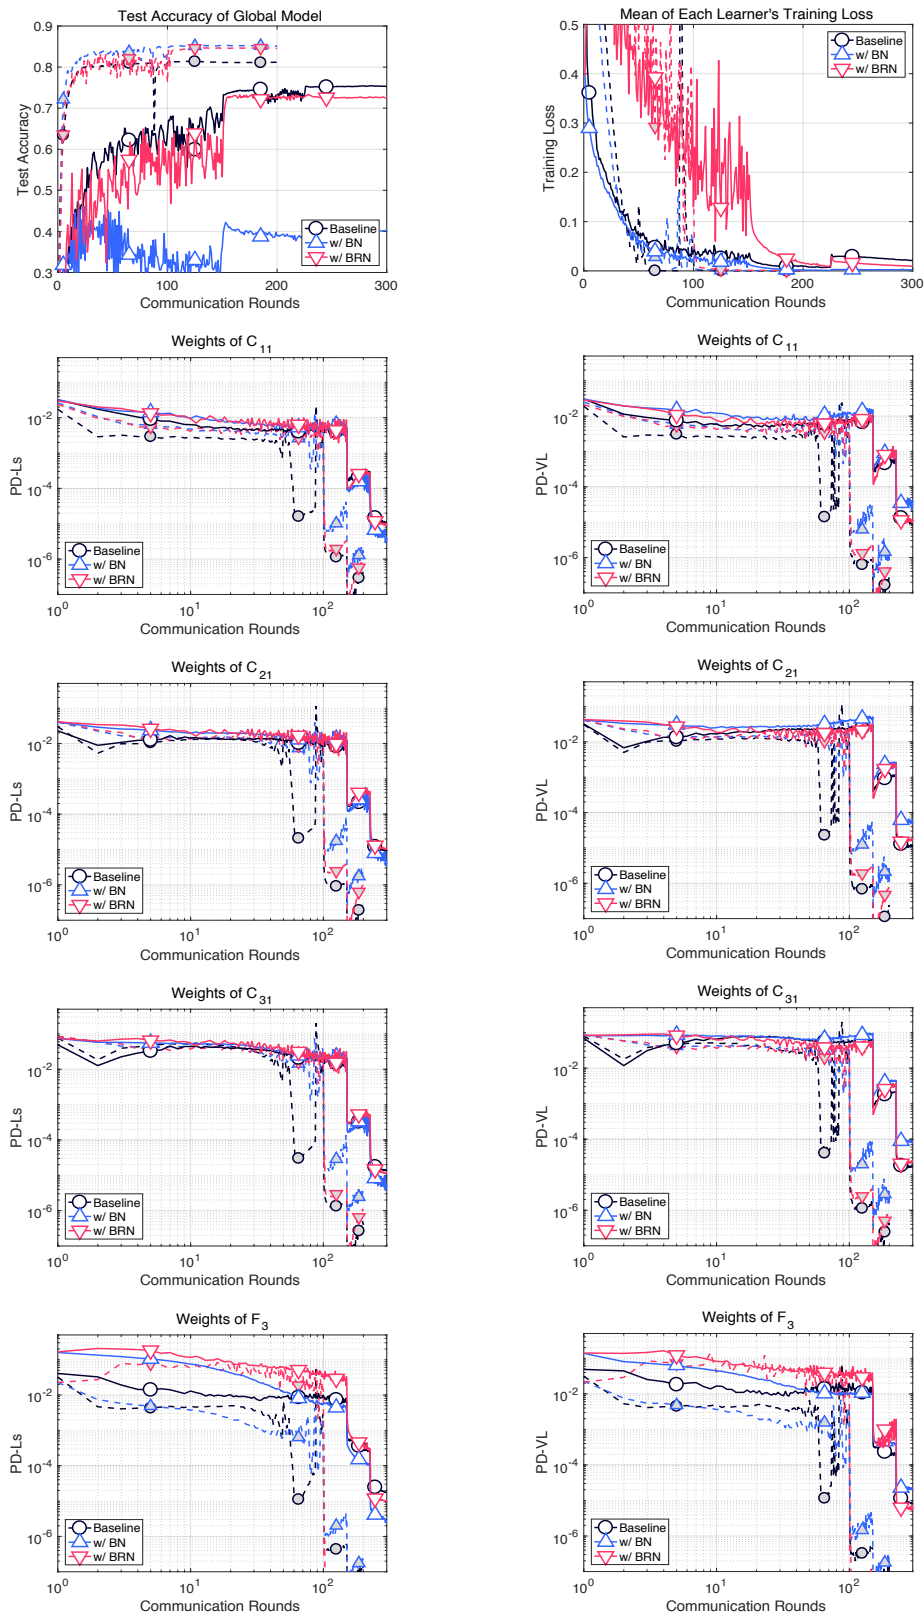 Test Accuracy of Global Model
Test Accuracy
0.9
0.8
0.7
0.6
0.5
0.4
0.3
0 100 200 300
Communication Rounds
Baseline
w/ BN
w/ BRN
Mean of Each Learner's Training Loss
Training Loss
0.5
0.4
0.3
0.2
0.1
0
0 100 200 300
Communication Rounds
Baseline
w/ BN
w/ BRN
Weights of C11
PD-Ls
10^-2
10^-4
10^-6
10^0 10^1 10^2
Communication Rounds
Baseline
w/ BN
w/ BRN
Weights of C11
PD-VL
10^-2
10^-4
10^-6
10^0 10^1 10^2
Communication Rounds
Baseline
w/ BN
w/ BRN
Weights of C21
PD-Ls
10^-2
10^-4
10^-6
10^0 10^1 10^2
Communication Rounds
Baseline
w/ BN
w/ BRN
Weights of C21
PD-VL
10^-2
10^-4
10^-6
10^0 10^1 10^2
Communication Rounds
Baseline
w/ BN
w/ BRN
Weights of C31
PD-Ls
10^-2
10^-4
10^-6
10^0 10^1 10^2
Communication Rounds
Baseline
w/ BN
w/ BRN
Weights of C31
PD-VL
10^-2
10^-4
10^-6
10^0 10^1 10^2
Communication Rounds
Baseline
w/ BN
w/ BRN
Weights of F3
PD-Ls
10^-2
10^-4
10^-6
10^0 10^1 10^2
Communication Rounds
Baseline
w/ BN
w/ BRN
Weights of F3
PD-VL
10^-2
10^-4
10^-6
10^0 10^1 10^2
Communication Rounds
Baseline
w/ BN
w/ BRN